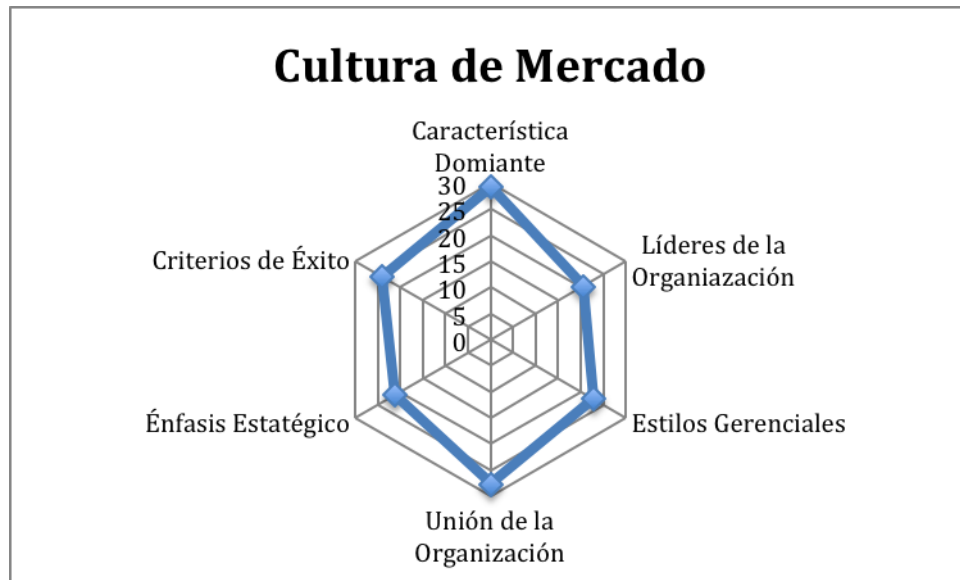 Cultura de Mercado
Característica
Domiante
30
25
20
15
10
5
0
Líderes de la
Organiazación
Estilos Gerenciales
Unión de la
Organización
Énfasis Estatégico
Criterios de Éxito